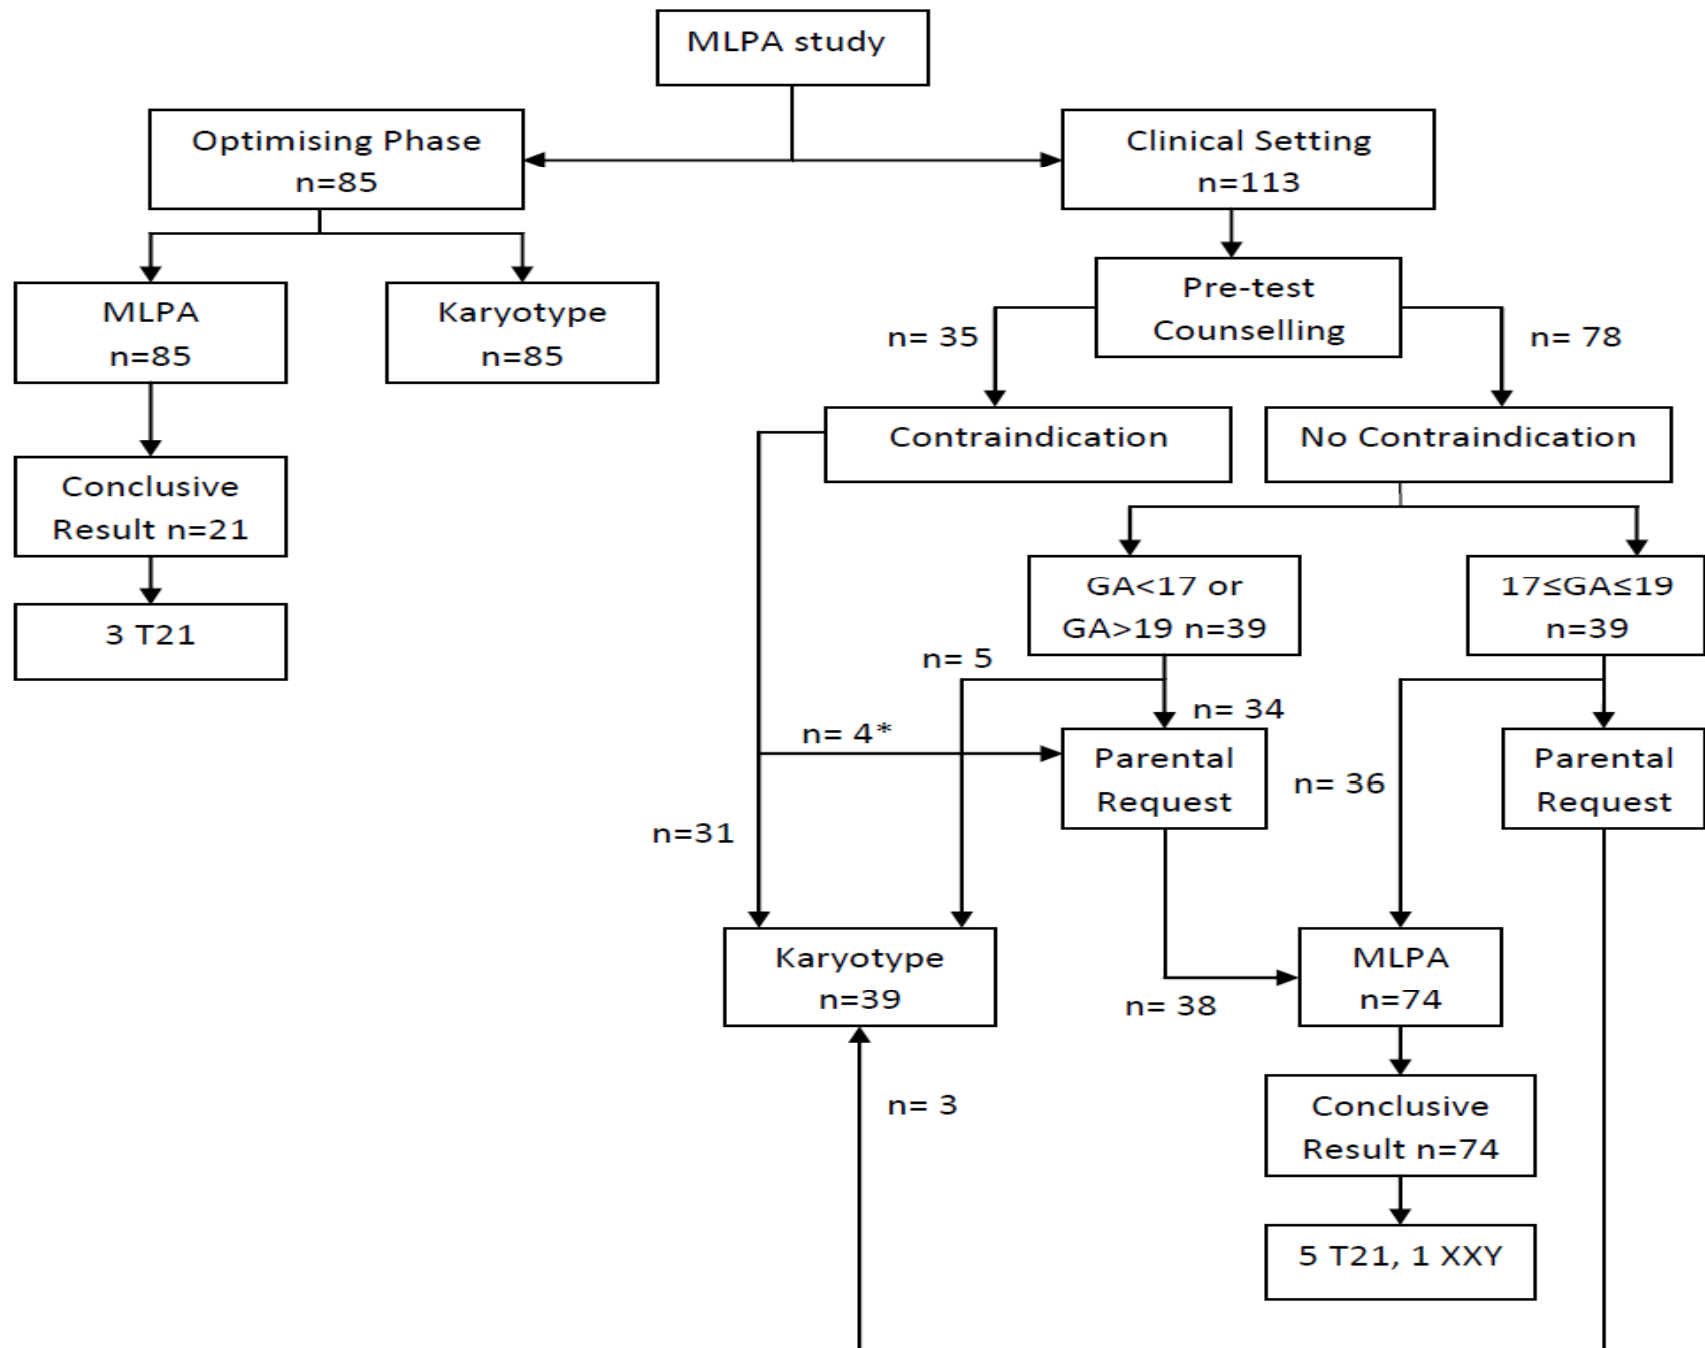 MLPA study
Optimising Phase
n=85
Clinical Setting
n=113
MLPA
n=85
Karyotype
n=85
Pre-test
Counselling
n= 35
n= 78
Contraindication
No Contraindication
Conclusive
Result n=21
3 T21
GA<17 or
GA>19 n=39
17≤GA≤19
n=39
n= 5
n= 34
n= 4*
Parental
Request
n= 36
Parental
Request
n=31
Karyotype
n=39
n= 38
MLPA
n=74
n= 3
Conclusive
Result n=74
5 T21, 1 XXY